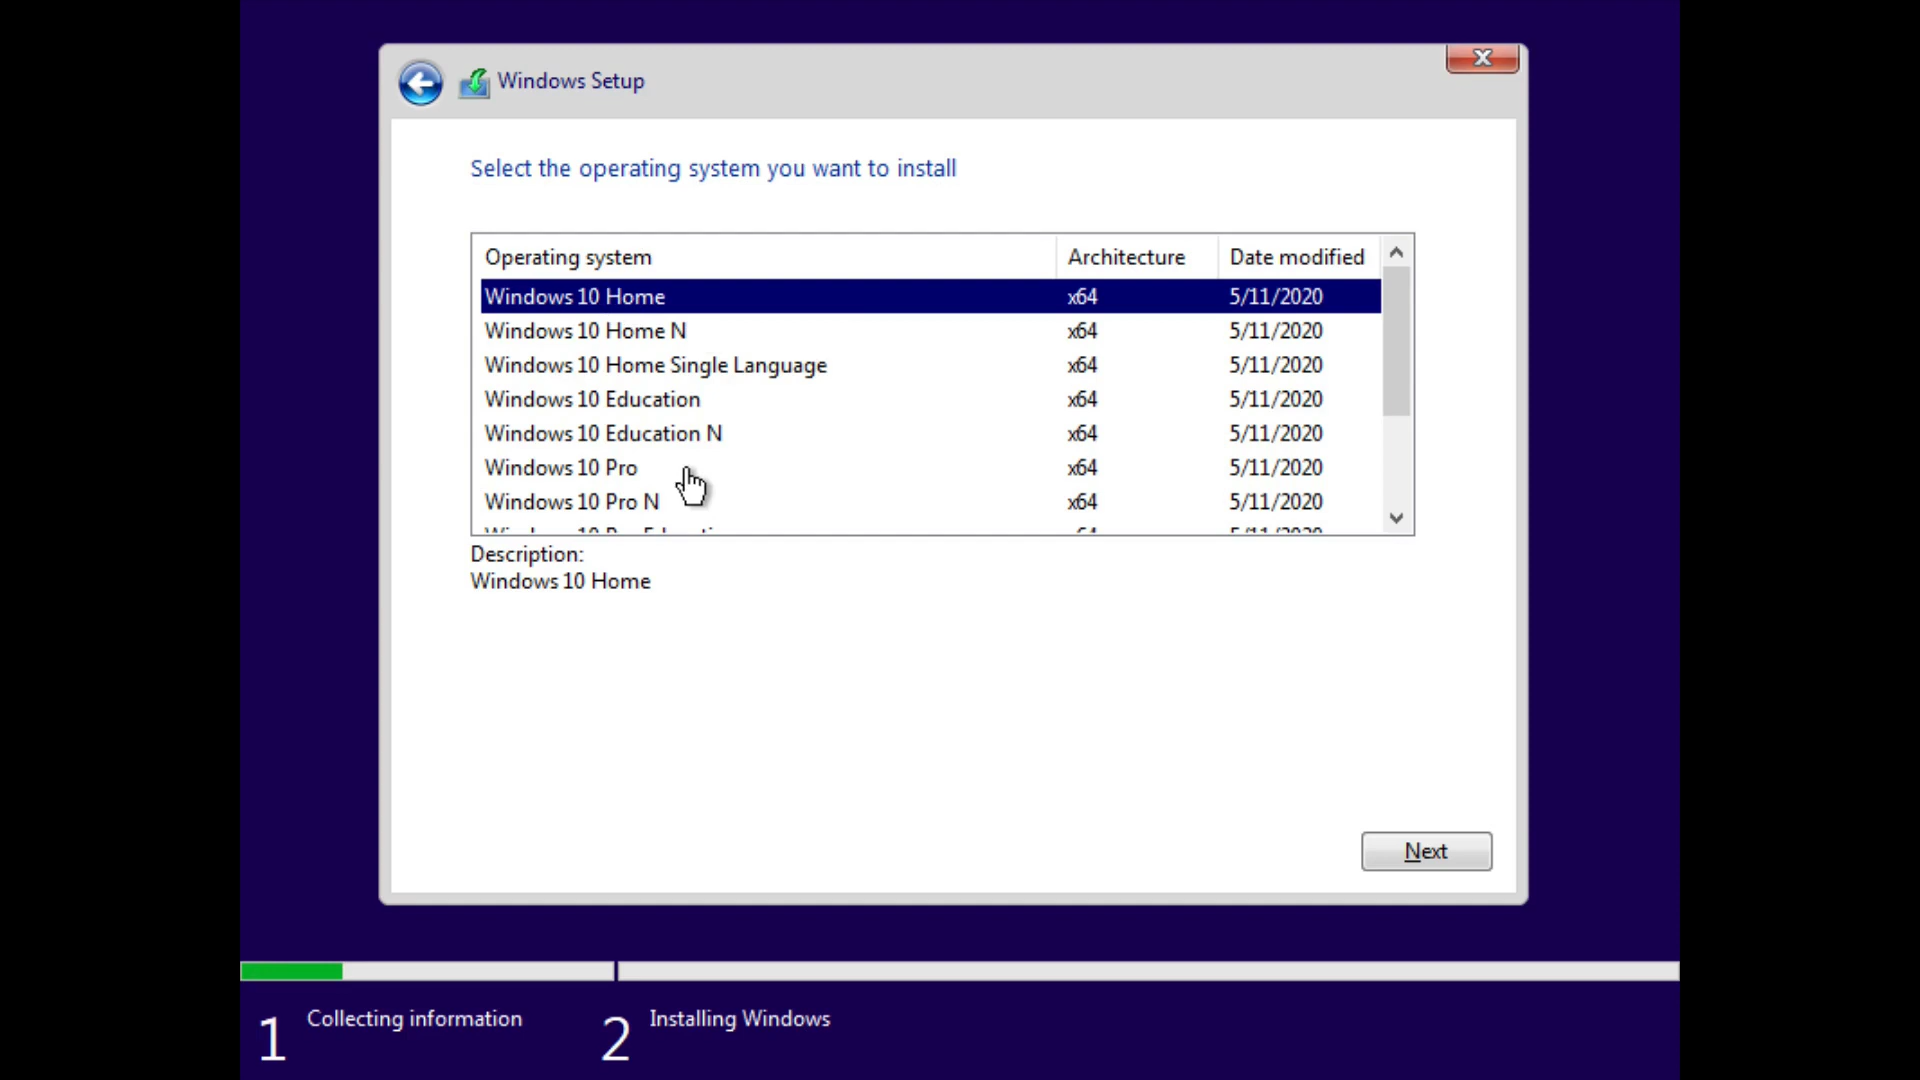 Windows Setup
Select the operating system you want to install
Operating system Architecture Date modified
Windows 10 Home x64 5/11/2020
Windows 10 Home N x64 5/11/2020
Windows 10 Home Single Language x64 5/11/2020
Windows 10 Education x64 5/11/2020
Windows 10 Education N x64 5/11/2020
Windows 10 Pro x64 5/11/2020
Windows 10 Pro N x64 5/11/2020
Description:
Windows 10 Home
Next
1 Collecting information 2 Installing Windows